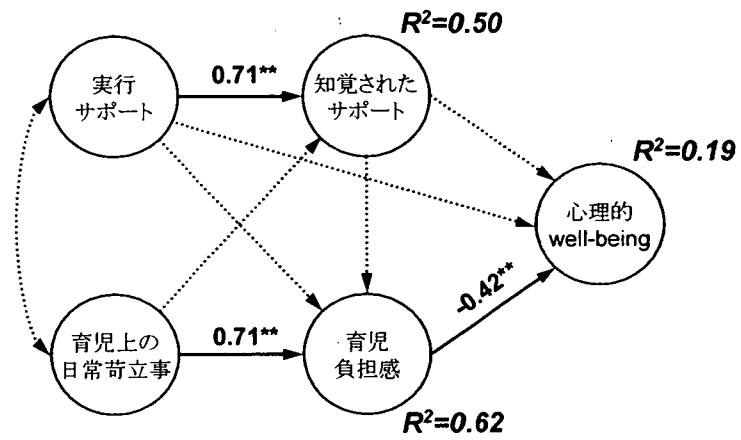 R²=0.50
実行
サポート
0.71**
知覚された
サポート
R²=0.19
心理的
well-being
-0.42**
育児上の
日常苛立事
0.71**
育児
負担感
R²=0.62